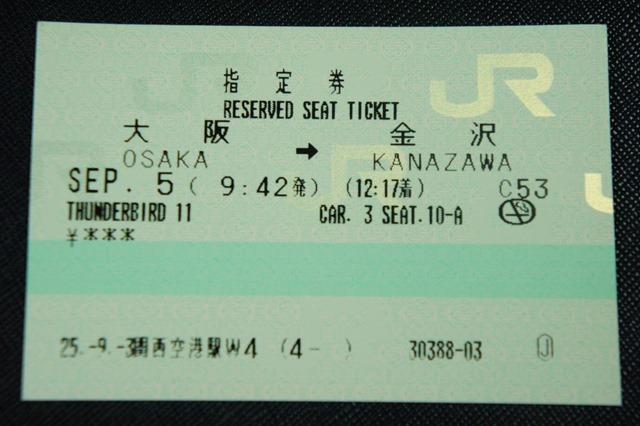 JR
指定券
RESERVED SEAT TICKET
大阪 → 金沢
OSAKA KANAZAWA
SEP. 5 ( 9:42発) (12:17着) C53
THUNDERBIRD 11 CAR. 3 SEAT.10-A
¥***
25.-9.-3関西空港駅W4 (4- ) 30388-03 Ⓙ